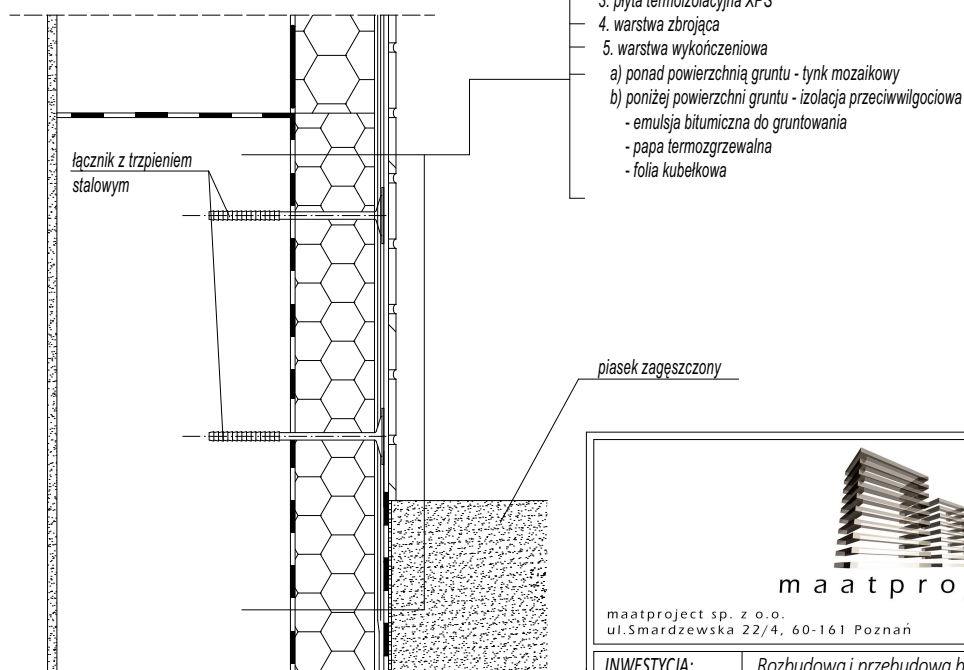 3. płyta termoizolacyjna XPS
4. warstwa zbrojąca
5. warstwa wykończeniowa
a) ponad powierzchnią gruntu - tynk mozaikowy
b) poniżej powierzchni gruntu - izolacja przeciwwilgociowa
- emulsja bitumiczna do gruntowania
- papa termozgrzewalna
- folia kubełkowa
łącznik z trzpieniem
stalowym
piasek zagęszczony
maatpro
maatproject sp. z o.o.
ul.Smardzewska 22/4, 60-161 Poznań
INWESTYCJA:
Rozbudowa i przebudowa